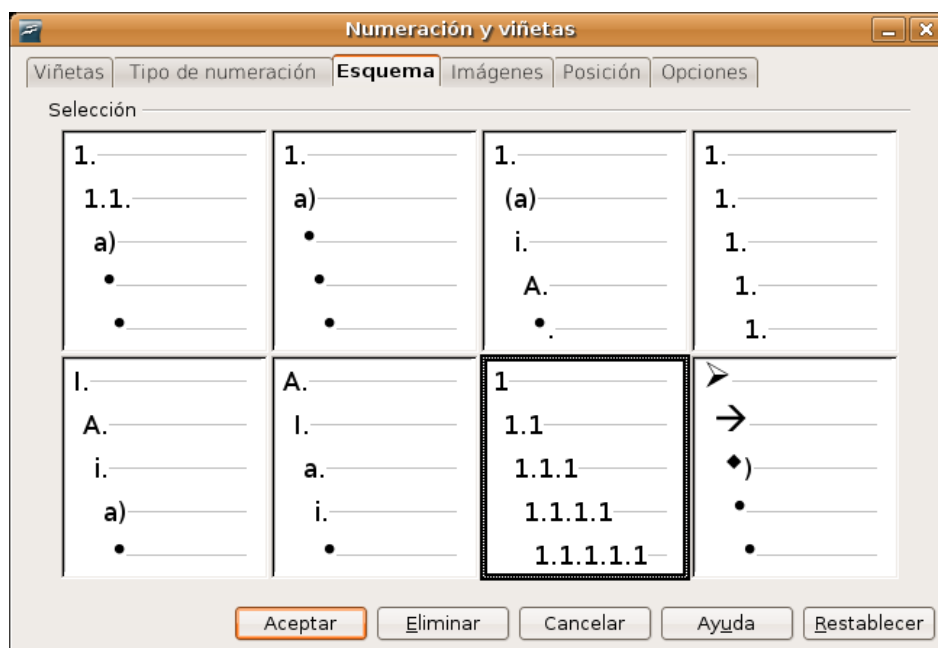 Numeración y viñetas
Viñetas Tipo de numeración Esquema Imágenes Posición Opciones
Selección
1.
1.1.
a)
•
•
1.
a)
•
•
•
1.
(a)
i.
A.
•.
1.
1.
1.
1.
1.
I.
A.
i.
a)
•
A.
I.
a.
i.
•
1
1.1
1.1.1
1.1.1.1
1.1.1.1.1
➢
→
◆)
•
•
Aceptar Eliminar Cancelar Ayuda Restablecer